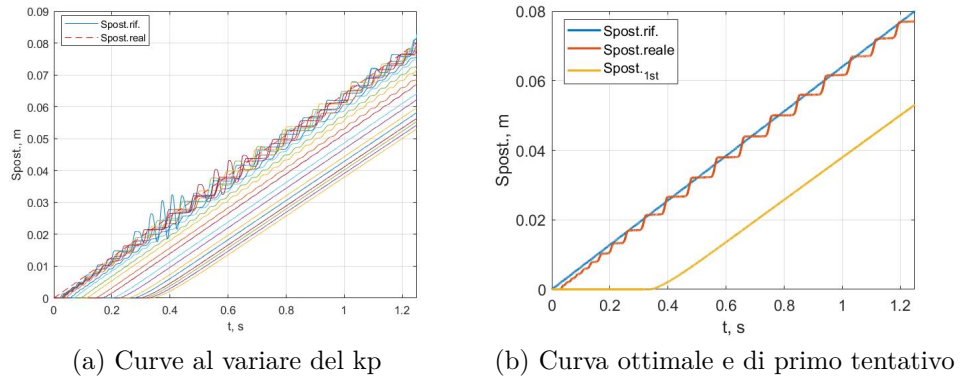 Spost.rif.
Spost.real
0.09
0.08
0.07
0.06
0.05
0.04
0.03
0.02
0.01
0
Spost., m
0 0.2 0.4 0.6 0.8 1 1.2
t, s
(a) Curve al variare del kp
Spost.rif.
Spost.reale
Spost.1st
0.08
0.06
0.04
0.02
0
Spost., m
0 0.2 0.4 0.6 0.8 1 1.2
t, s
(b) Curva ottimale e di primo tentativo